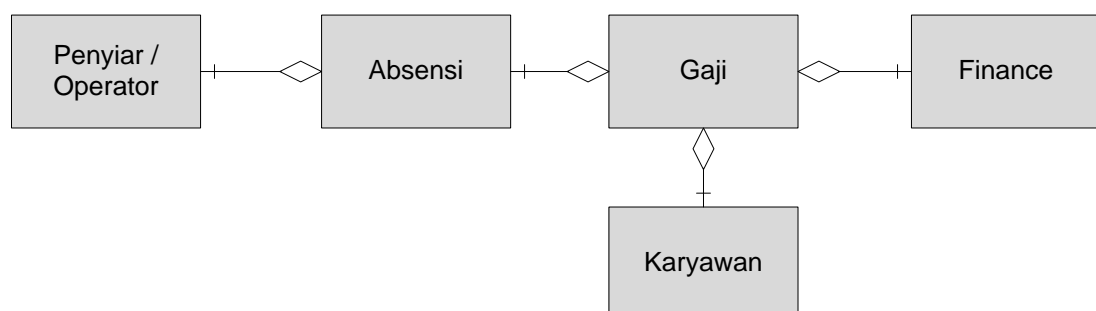 Penyiar /
Operator
Absensi
Gaji
Finance
Karyawan